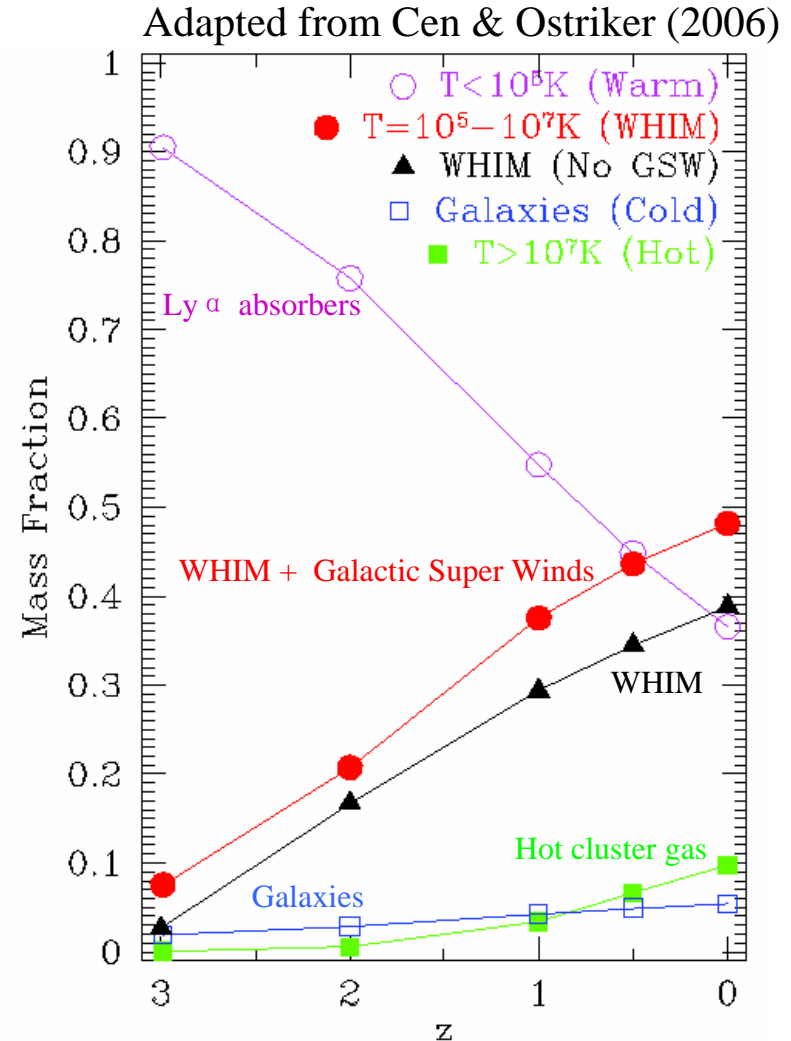 Adapted from Cen & Ostriker (2006)
T<10⁵K (Warm)
T=10⁵−10⁷K (WHIM)
WHIM (No GSW)
Galaxies (Cold)
T>10⁷K (Hot)
1
0.9
0.8
0.7
0.6
0.5
0.4
0.3
0.2
0.1
0
Mass Fraction
Ly α absorbers
WHIM + Galactic Super Winds
WHIM
Hot cluster gas
Galaxies
3
2
1
0
z